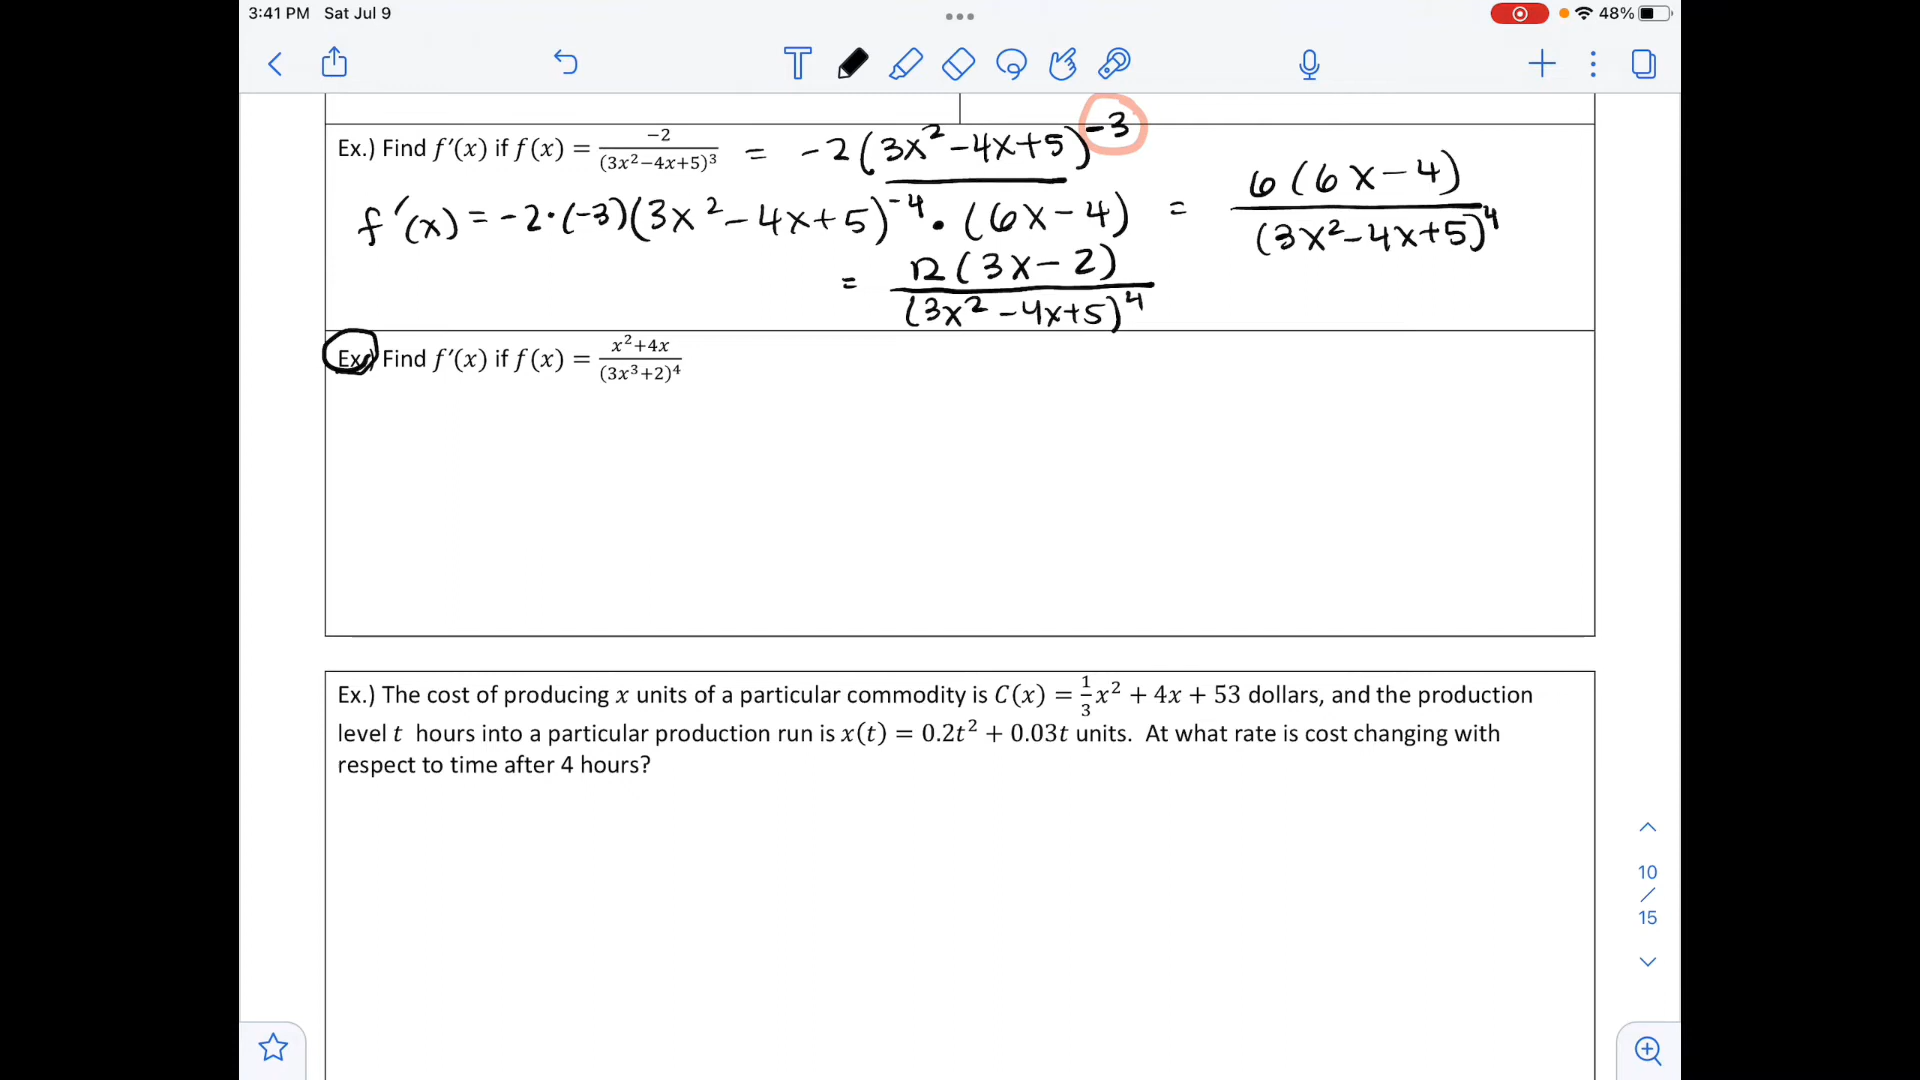 3:41 PM Sat Jul 9
48%
Ex.) Find f′(x) if f(x) = −2/(3x²−4x+5)³ = -2(3x²-4x+5)⁻³
f′(x) = -2·(-3)(3x²-4x+5)⁻⁴ · (6x-4) = 6(6x-4)/(3x²-4x+5)⁴
= 12(3x-2)/(3x²-4x+5)⁴
Ex.) Find f′(x) if f(x) = x²+4x/(3x³+2)⁴
Ex.) The cost of producing x units of a particular commodity is C(x) = 1/3x² + 4x + 53 dollars, and the production
level t hours into a particular production run is x(t) = 0.2t² + 0.03t units. At what rate is cost changing with
respect to time after 4 hours?
10
/
15